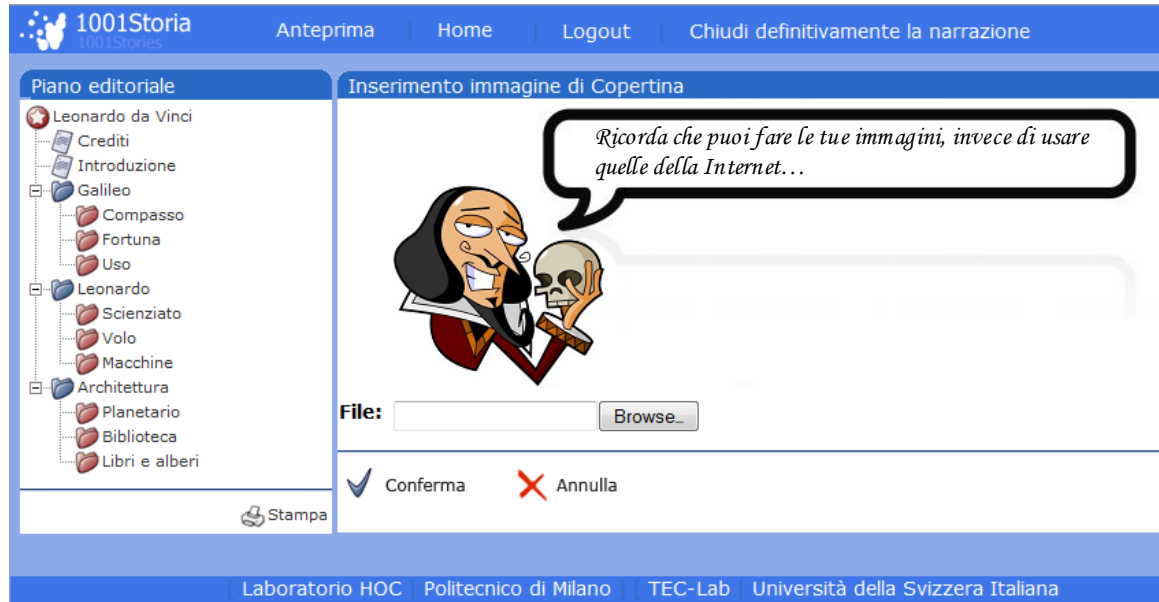 1001Storia
1001Stories
Anteprima Home Logout Chiudi definitivamente la narrazione
Piano editoriale
Leonardo da Vinci
Crediti
Introduzione
Galileo
Compasso
Fortuna
Uso
Leonardo
Scienziato
Volo
Macchine
Architettura
Planetario
Biblioteca
Libri e alberi
Stampa
Inserimento immagine di Copertina
Ricorda che puoi fare le tue immagini, invece di usare
quelle della Internet...
File: Browse...
Conferma Annulla
[ Laboratorio HOC | Politecnico di Milano ] [ TEC-Lab | Università della Svizzera Italiana